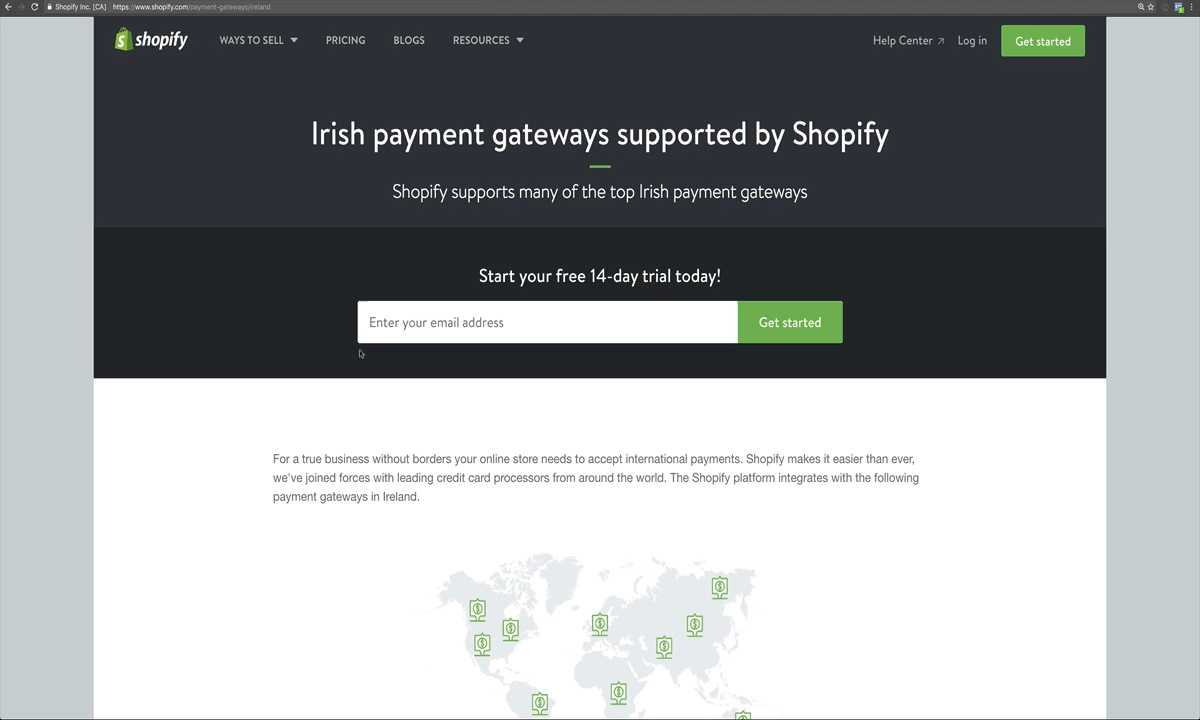 Shopify Inc. [CA] https://www.shopify.com/payment-gateways/ireland
shopify WAYS TO SELL PRICING BLOGS RESOURCES Help Center Log in Get started
Irish payment gateways supported by Shopify
Shopify supports many of the top Irish payment gateways
Start your free 14-day trial today!
Enter your email address Get started
For a true business without borders your online store needs to accept international payments. Shopify makes it easier than ever,
we've joined forces with leading credit card processors from around the world. The Shopify platform integrates with the following
payment gateways in Ireland.